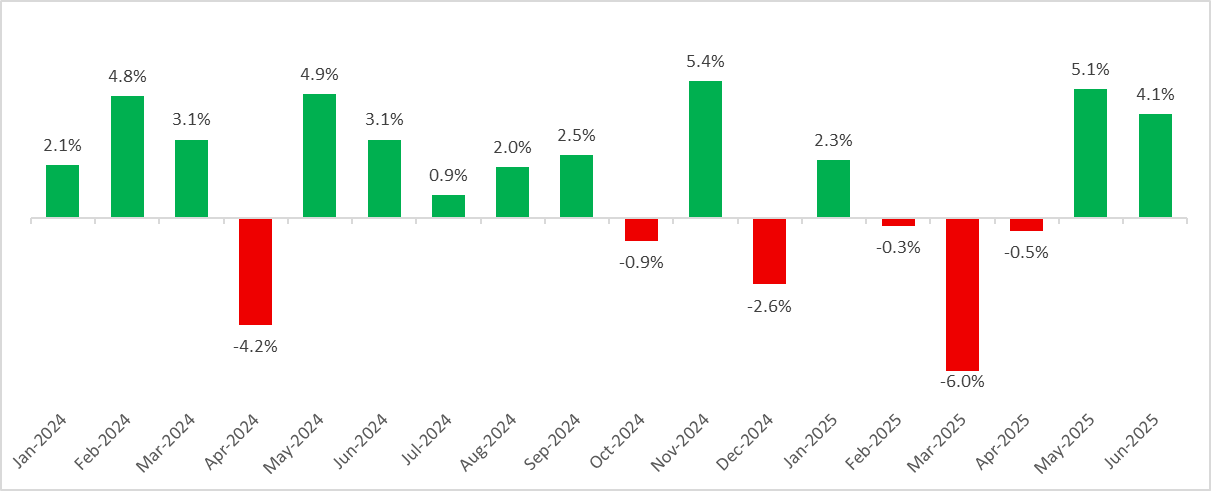 2.1%
4.8%
3.1%
-4.2%
4.9%
3.1%
0.9%
2.0%
2.5%
-0.9%
5.4%
-2.6%
2.3%
-0.3%
-6.0%
-0.5%
5.1%
4.1%
Jan-2024
Feb-2024
Mar-2024
Apr-2024
May-2024
Jun-2024
Jul-2024
Aug-2024
Sep-2024
Oct-2024
Nov-2024
Dec-2024
Jan-2025
Feb-2025
Mar-2025
Apr-2025
May-2025
Jun-2025